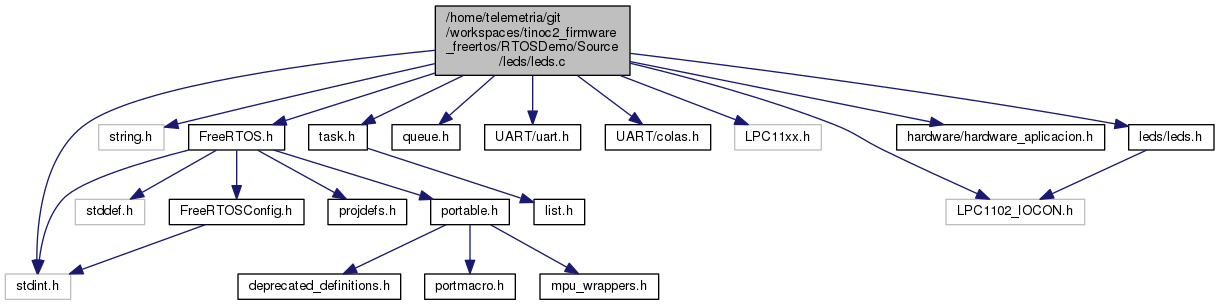 /home/telemetria/git
/workspaces/tinoc2_firmware
_freertos/RTOSDemo/Source
/leds/leds.c
string.h
FreeRTOS.h
task.h
queue.h
UART/uart.h
UART/colas.h
LPC11xx.h
hardware/hardware_aplicacion.h
leds/leds.h
stddef.h
FreeRTOSConfig.h
projdefs.h
portable.h
list.h
LPC1102_IOCON.h
stdint.h
deprecated_definitions.h
portmacro.h
mpu_wrappers.h